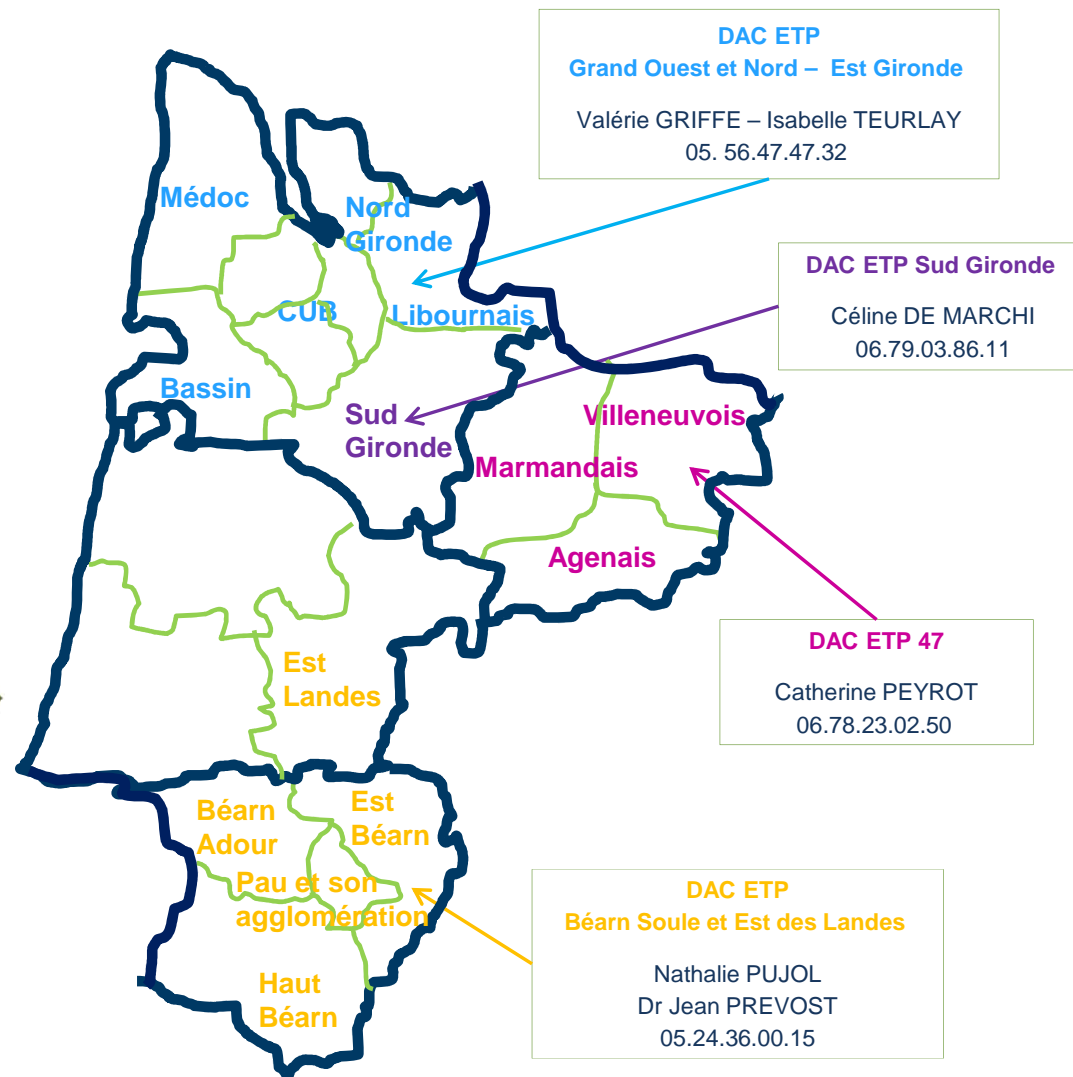 DAC ETP
Grand Ouest et Nord – Est Gironde
Valérie GRIFFE – Isabelle TEURLAY
05. 56.47.47.32
Médoc
Nord
Gironde
CUB
Libournais
Bassin
DAC ETP Sud Gironde
Céline DE MARCHI
06.79.03.86.11
Sud
Gironde
Villeneuvois
Marmandais
Agenais
DAC ETP 47
Catherine PEYROT
06.78.23.02.50
Est
Landes
Béarn
Adour
Est
Béarn
Pau et son
agglomération
Haut
Béarn
DAC ETP
Béarn Soule et Est des Landes
Nathalie PUJOL
Dr Jean PREVOST
05.24.36.00.15